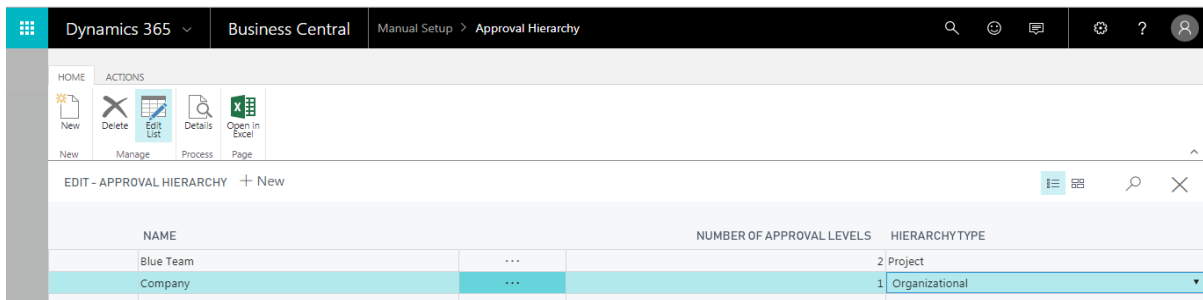 Dynamics 365 Business Central Manual Setup > Approval Hierarchy ?
HOME ACTIONS
New Delete Edit List Details Open in Excel
New Manage Process Page
EDIT - APPROVAL HIERARCHY + New
NAME NUMBER OF APPROVAL LEVELS HIERARCHY TYPE
Blue Team ... 2 Project
Company ... 1 Organizational